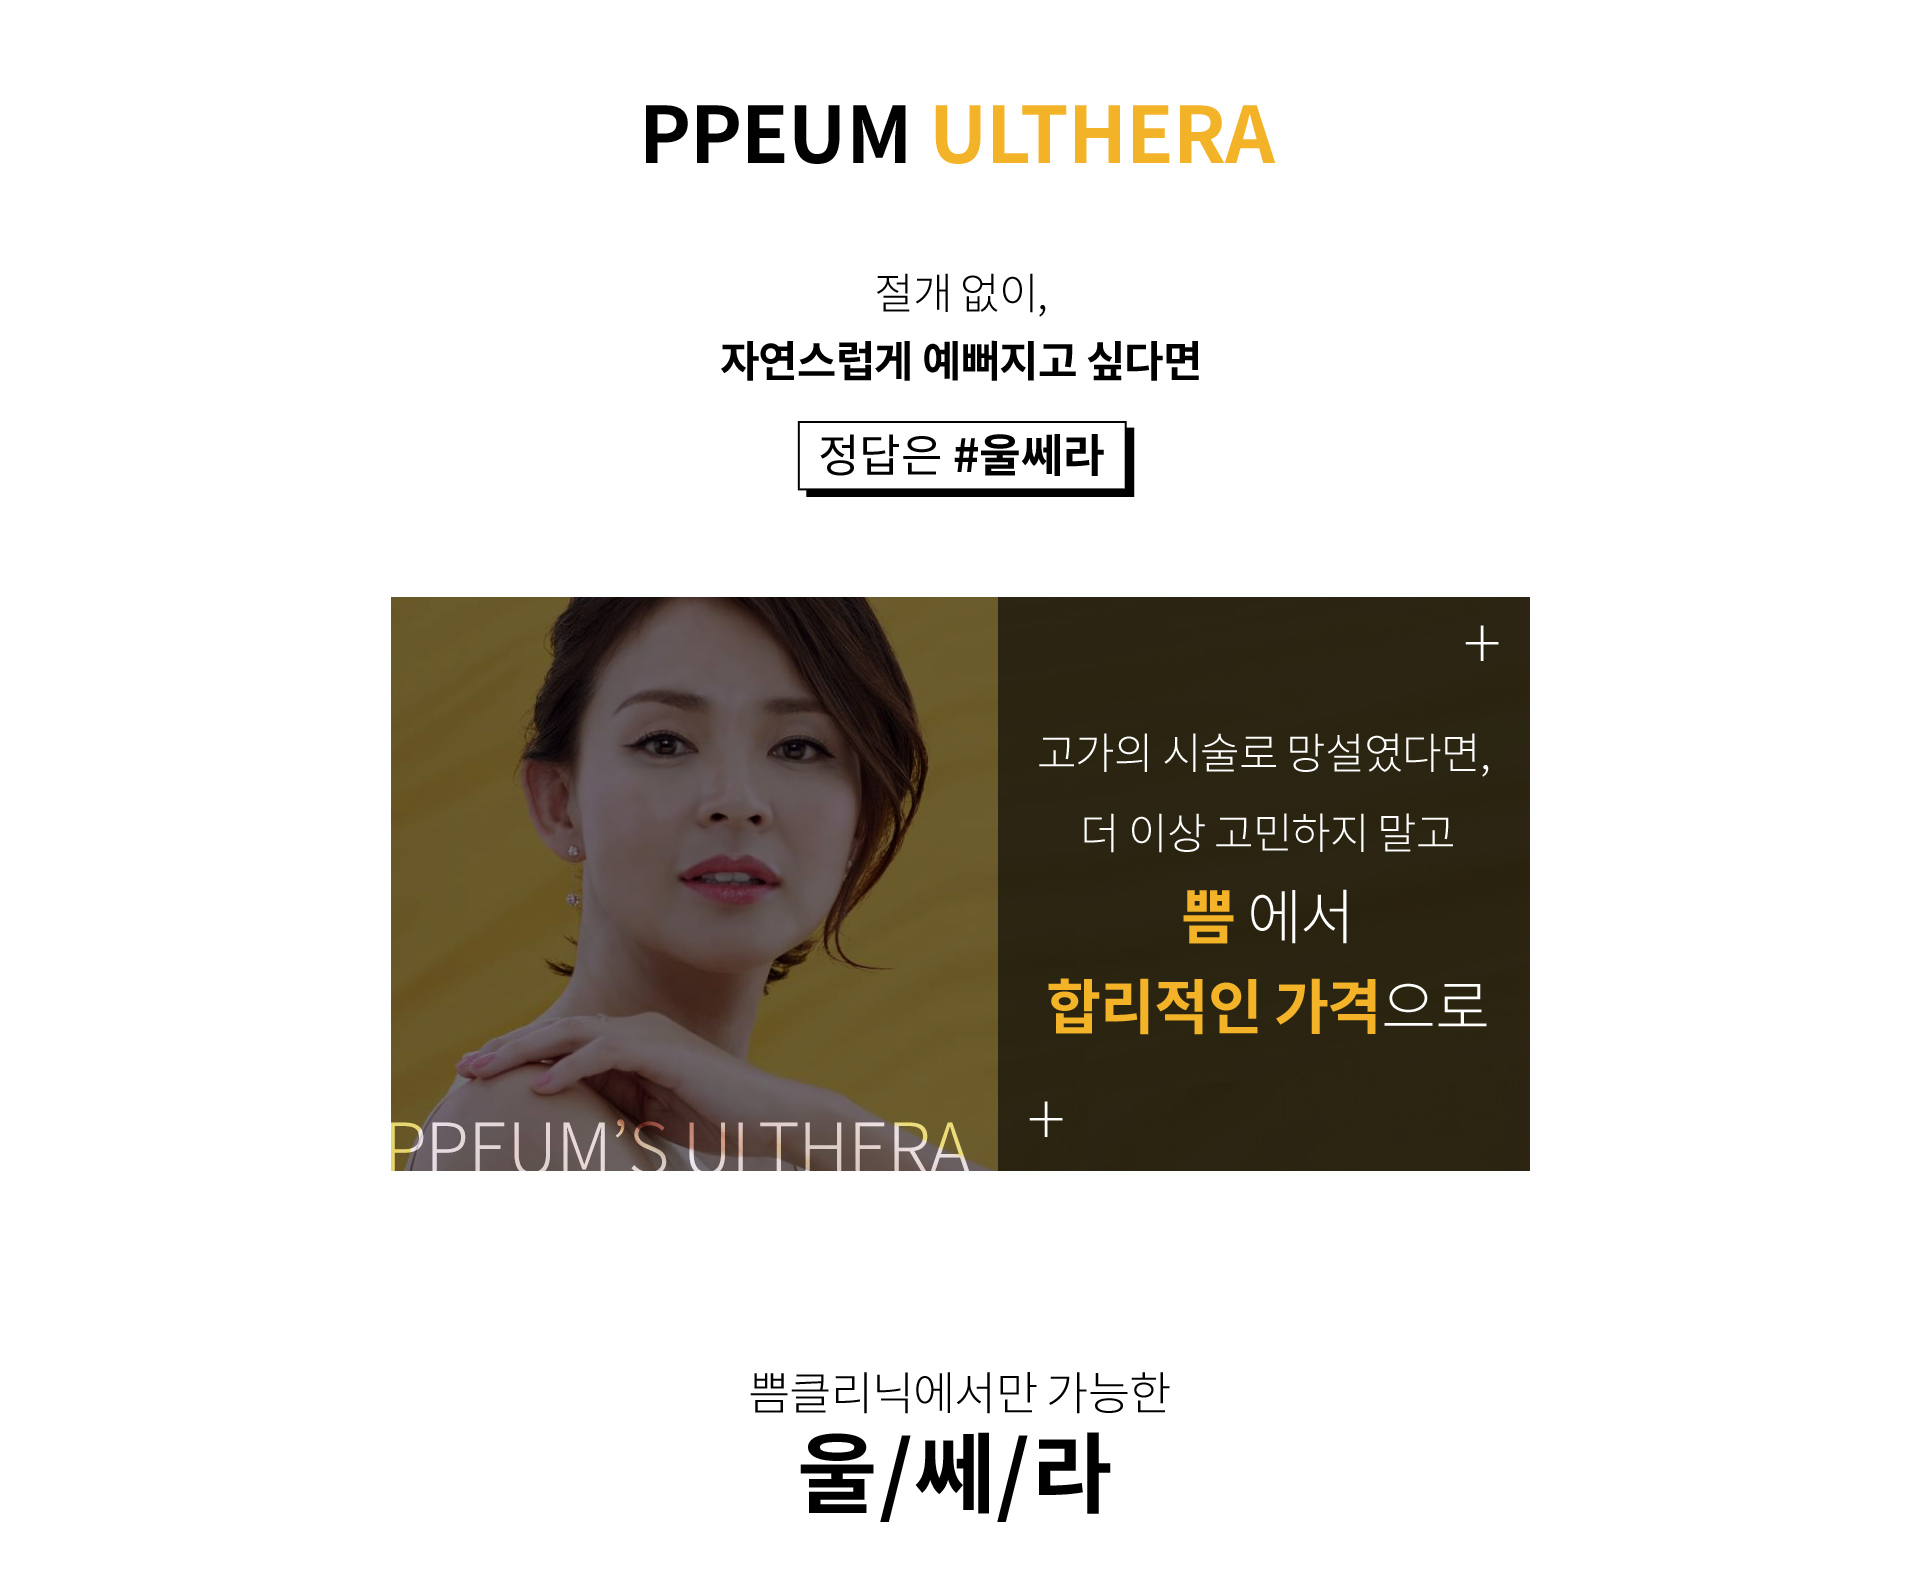 PPEUM ULTHERA
절개 없이,
자연스럽게 예뻐지고 싶다면
정답은 #울쎄라
고가의 시술로 망설였다면,
더 이상 고민하지 말고
쁨 에서
합리적인 가격으로
PPEUM’S ULTHERA
쁨클리닉에서만 가능한
울/쎄/라